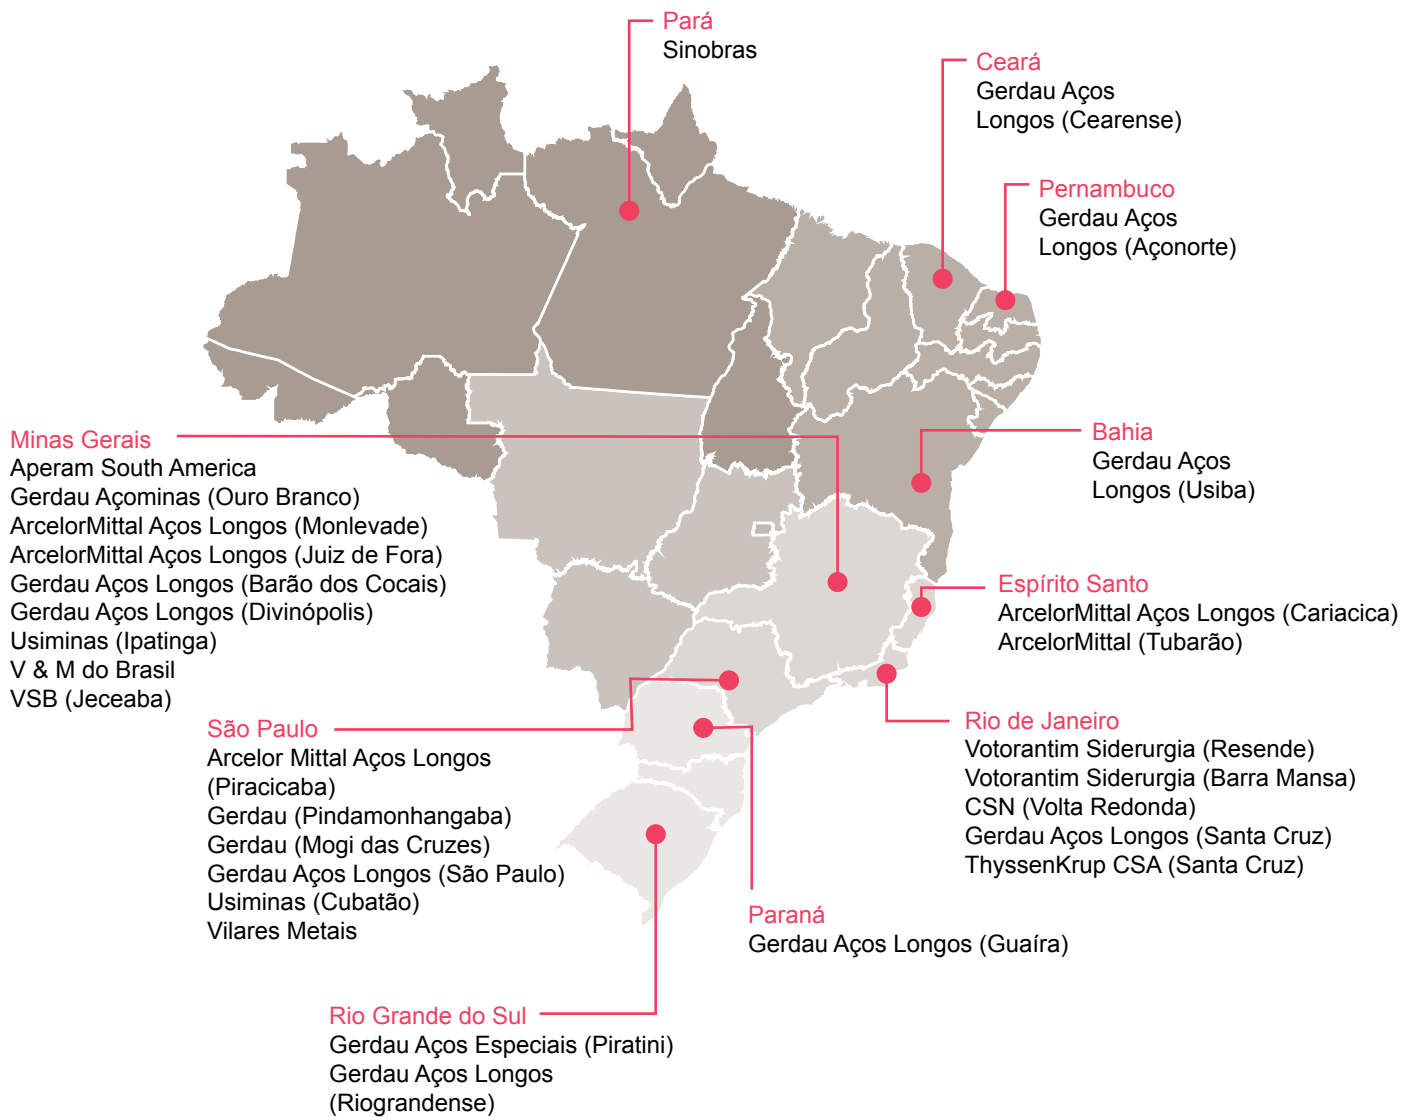 Pará
Sinobras
Ceará
Gerdau Aços
Longos (Cearense)
Pernambuco
Gerdau Aços
Longos (Açonorte)
Minas Gerais
Aperam South America
Gerdau Açominas (Ouro Branco)
ArcelorMittal Aços Longos (Monlevade)
ArcelorMittal Aços Longos (Juiz de Fora)
Gerdau Aços Longos (Barão dos Cocais)
Gerdau Aços Longos (Divinópolis)
Usiminas (Ipatinga)
V & M do Brasil
VSB (Jeceaba)
Bahia
Gerdau Aços
Longos (Usiba)
Espírito Santo
ArcelorMittal Aços Longos (Cariacica)
ArcelorMittal (Tubarão)
São Paulo
Arcelor Mittal Aços Longos
(Piracicaba)
Gerdau (Pindamonhangaba)
Gerdau (Mogi das Cruzes)
Gerdau Aços Longos (São Paulo)
Usiminas (Cubatão)
Vilares Metais
Rio de Janeiro
Votorantim Siderurgia (Resende)
Votorantim Siderurgia (Barra Mansa)
CSN (Volta Redonda)
Gerdau Aços Longos (Santa Cruz)
ThyssenKrup CSA (Santa Cruz)
Paraná
Gerdau Aços Longos (Guaíra)
Rio Grande do Sul
Gerdau Aços Especiais (Piratini)
Gerdau Aços Longos
(Riograndense)